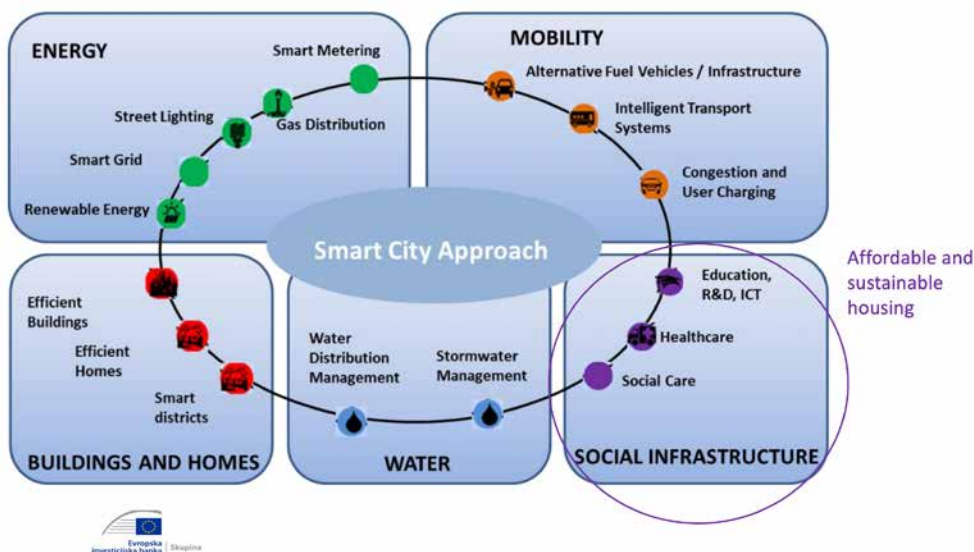 ENERGY
Smart Metering
Street Lighting
Gas Distribution
Smart Grid
Renewable Energy
MOBILITY
Alternative Fuel Vehicles / Infrastructure
Intelligent Transport
Systems
Congestion and
User Charging
Smart City Approach
Efficient
Buildings
Efficient
Homes
Smart
districts
BUILDINGS AND HOMES
Water
Distribution
Management
Stormwater
Management
WATER
Education,
R&D, ICT
Healthcare
Social Care
SOCIAL INFRASTRUCTURE
Affordable and
sustainable
housing
Evropska
investicijska banka | Skupina